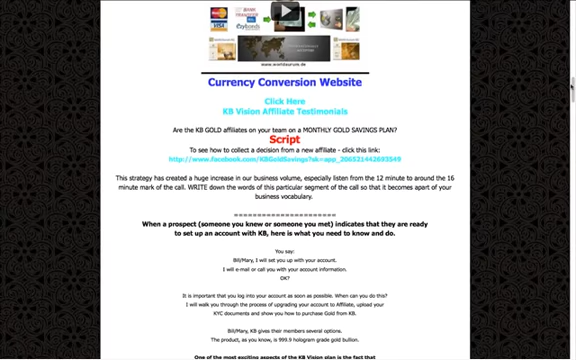 VISA
www.worldaurum.de
Currency Conversion Website
Click Here
KB Vision Affiliate Testimonials
Are the KB GOLD affiliates on your team on a MONTHLY GOLD SAVINGS PLAN?
Script
To see how to collect a decision from a new affiliate - click this link:
http://www.facebook.com/KBGoldSavings?sk=app_206531442693549
This strategy has created a huge increase in our business volume, especially listen from the 12 minute to around the 16
minute mark of the call. WRITE down the words of this particular segment of the call so that it becomes apart of your
business vocabulary.
======================
When a prospect (someone you knew or someone you met) indicates that they are ready
to set up an account with KB, here is what you need to know and do.
You say:
Bill/Mary, I will set you up with your account.
I will e-mail or call you with your account information.
OK?
It is important that you log into your account as soon as possible. When can you do this?
I will walk you through the process of upgrading your account to Affiliate, upload your
KYC documents and show you how to purchase Gold from KB.
Bill/Mary, KB gives their members several options.
The product, as you know, is 999.9 hologram grade gold bullion.
One of the most exciting aspects of the KB Vision plan is the fact that